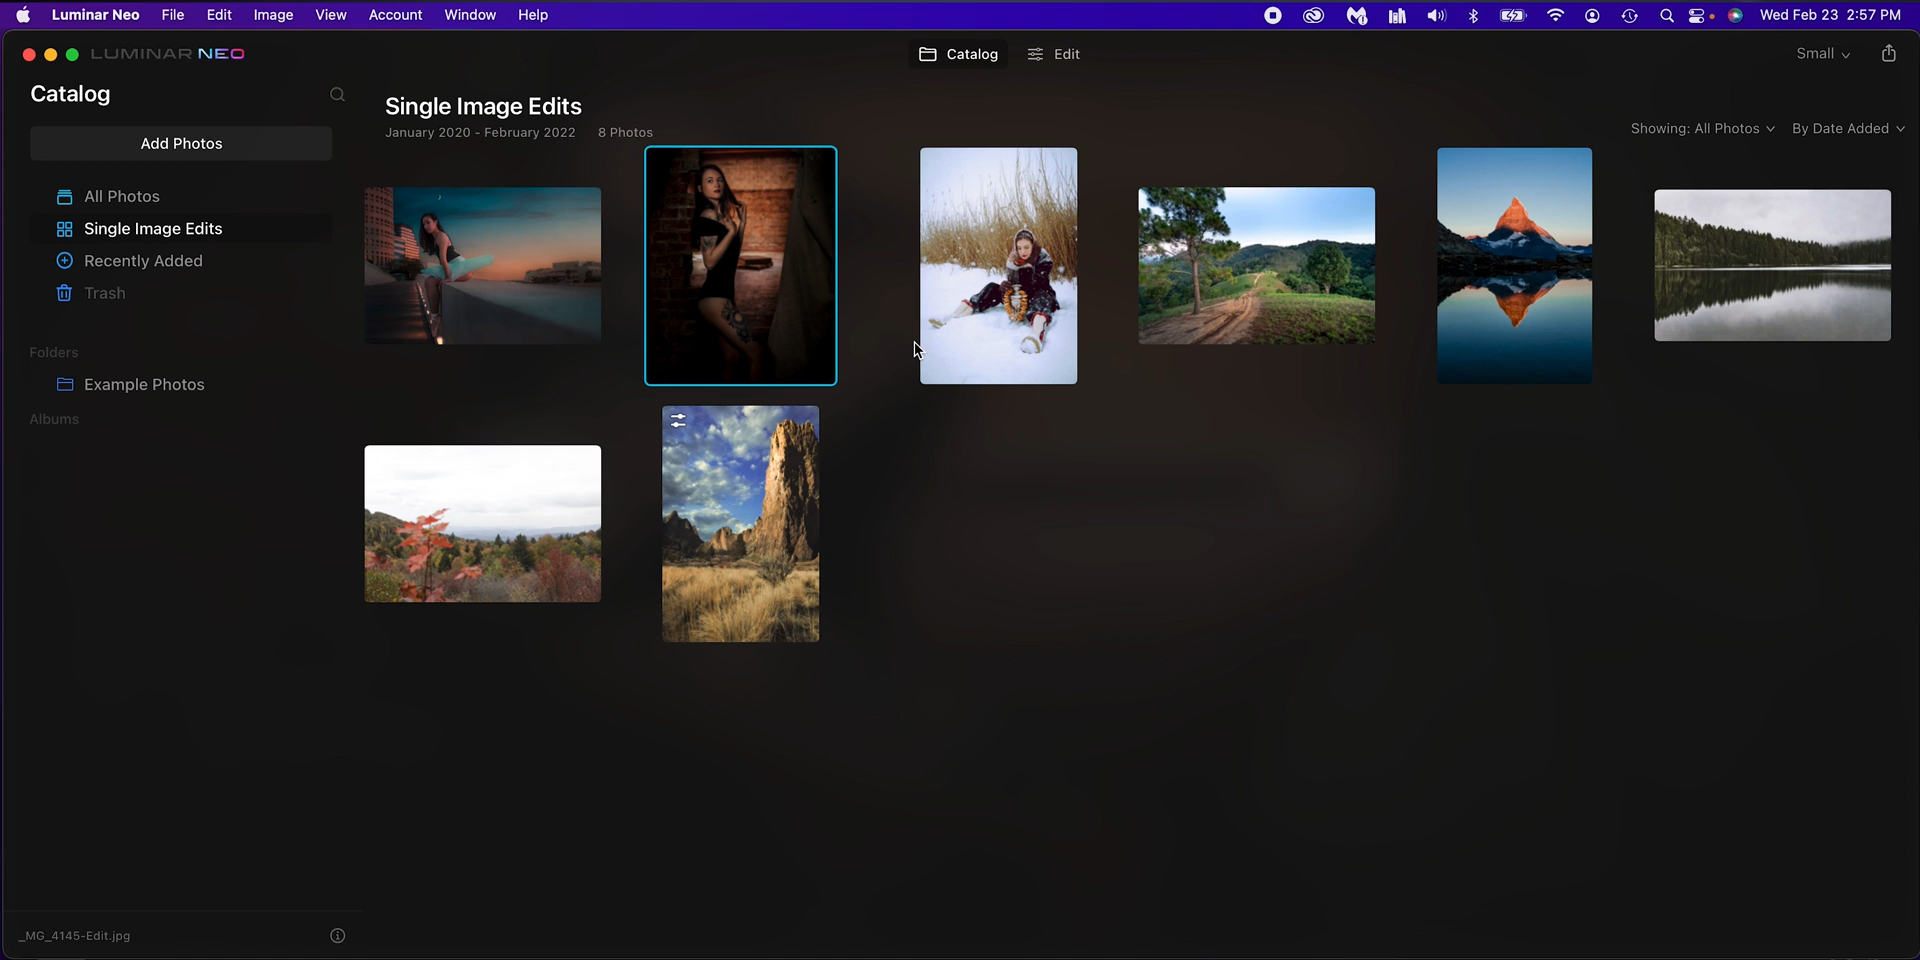 Luminar Neo File Edit Image View Account Window Help Wed Feb 23 2:57 PM
LUMINAR NEO Catalog Edit Small
Catalog
Add Photos
All Photos
Single Image Edits
Recently Added
Trash
Folders
Example Photos
Albums
_MG_4145-Edit.jpg
Single Image Edits
January 2020 - February 2022 8 Photos
Showing: All Photos By Date Added